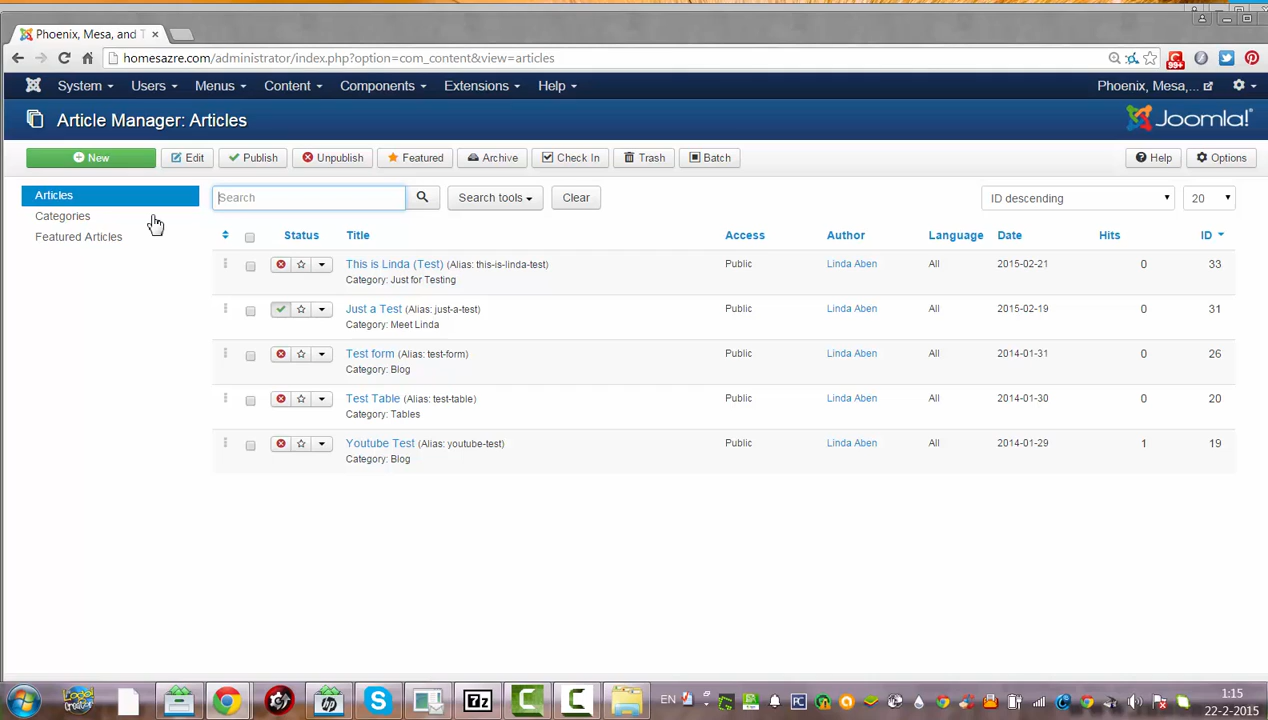 Phoenix, Mesa, and T
homesazre.com/administrator/index.php?option=com_content&view=articles
99+
System Users Menus Content Components Extensions Help Phoenix, Mesa,...
Article Manager: Articles Joomla!
New Edit Publish Unpublish Featured Archive Check In Trash Batch Help Options
Articles Search Search tools Clear ID descending 20
Categories
Featured Articles Status Title Access Author Language Date Hits ID
This is Linda (Test) (Alias: this-is-linda-test) Public Linda Aben All 2015-02-21 0 33
Category: Just for Testing
Just a Test (Alias: just-a-test) Public Linda Aben All 2015-02-19 0 31
Category: Meet Linda
Test form (Alias: test-form) Public Linda Aben All 2014-01-31 0 26
Category: Blog
Test Table (Alias: test-table) Public Linda Aben All 2014-01-30 0 20
Category: Tables
Youtube Test (Alias: youtube-test) Public Linda Aben All 2014-01-29 1 19
Category: Blog
hp 7z EN 1:15
22-2-2015